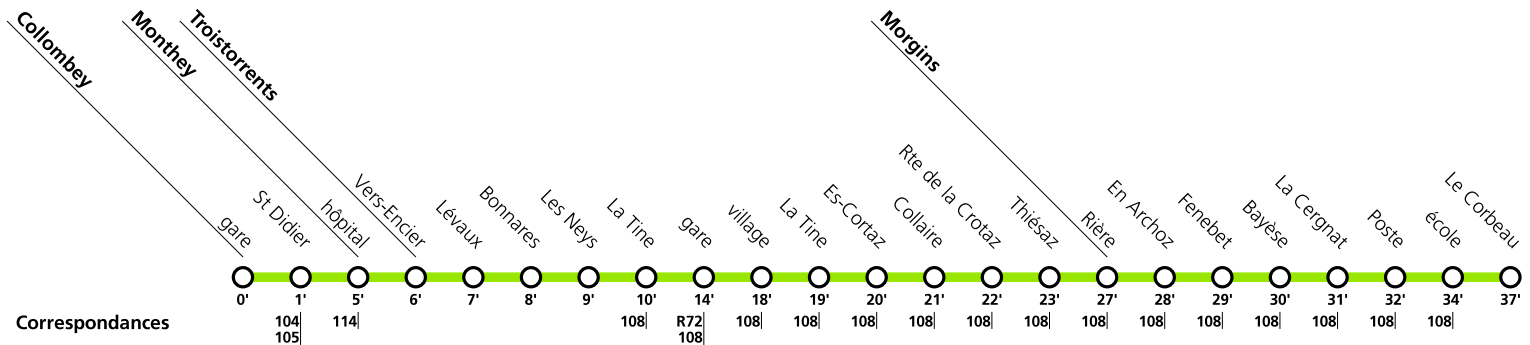 Collombey
Monthey
Troistorrents
Morgins
gare
St Didier
hôpital
Vers-Encier
Lévaux
Bonnares
Les Neys
La Tine
gare
village
La Tine
Es-Cortaz
Collaire
Rte de la Crotaz
Thiésaz
Rière
En Archoz
Fenebet
Bayèse
La Cergnat
Poste
école
Le Corbeau
0' 1' 5' 6' 7' 8' 9' 10' 14' 18' 19' 20' 21' 22' 23' 27' 28' 29' 30' 31' 32' 34' 37'
Correspondances 104 114 108 R72 108 108 108 108 108 108 108 108 108 108 108 108 108
105 108